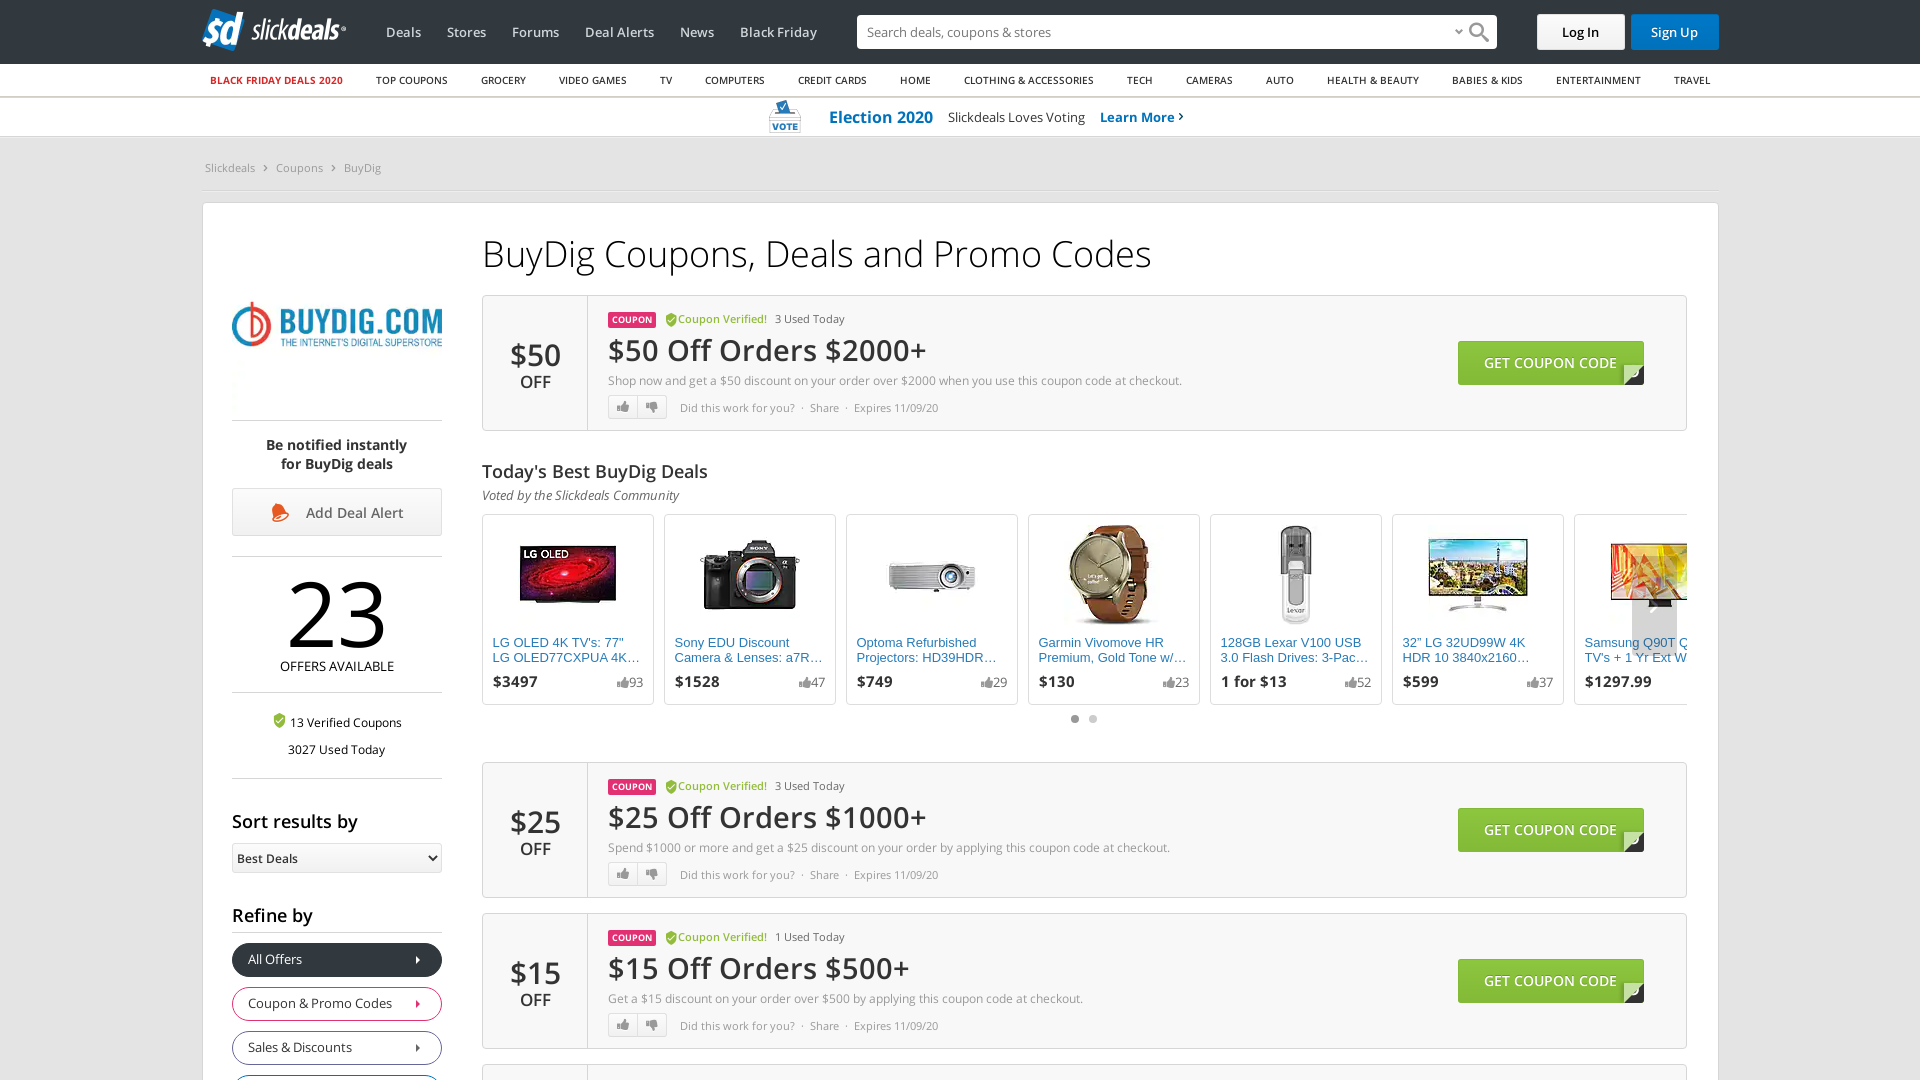 slickdeals
Deals
Stores
Forums
Deal Alerts
News
Black Friday
Search deals, coupons & stores
Log In
Sign Up
BLACK FRIDAY DEALS 2020
TOP COUPONS
GROCERY
VIDEO GAMES
TV
COMPUTERS
CREDIT CARDS
HOME
CLOTHING & ACCESSORIES
TECH
CAMERAS
AUTO
HEALTH & BEAUTY
BABIES & KIDS
ENTERTAINMENT
TRAVEL
VOTE
Election 2020 Slickdeals Loves Voting Learn More
Slickdeals > Coupons > BuyDig
BUYDIG.COM
THE INTERNET'S DIGITAL SUPERSTORE
Be notified instantly
for BuyDig deals
Add Deal Alert
23
OFFERS AVAILABLE
13 Verified Coupons
3027 Used Today
Sort results by
Best Deals
Refine by
All Offers
Coupon & Promo Codes
Sales & Discounts
BuyDig Coupons, Deals and Promo Codes
$50
OFF
COUPON Coupon Verified! 3 Used Today
$50 Off Orders $2000+
Shop now and get a $50 discount on your order over $2000 when you use this coupon code at checkout.
Did this work for you? · Share · Expires 11/09/20
GET COUPON CODE
Today's Best BuyDig Deals
Voted by the Slickdeals Community
LG OLED
LG OLED 4K TV's: 77"
LG OLED77CXPUA 4K...
$3497 93
SONY
Sony EDU Discount
Camera & Lenses: a7R...
$1528 47
Optoma Refurbished
Projectors: HD39HDR...
$749 29
Garmin Vivomove HR
Premium, Gold Tone w/...
$130 23
Lexar
128GB Lexar V100 USB
3.0 Flash Drives: 3-Pac...
1 for $13 52
32” LG 32UD99W 4K
HDR 10 3840x2160...
$599 37
Samsung Q90T Q
TV's + 1 Yr Ext W
$1297.99
$25
OFF
COUPON Coupon Verified! 3 Used Today
$25 Off Orders $1000+
Spend $1000 or more and get a $25 discount on your order by applying this coupon code at checkout.
Did this work for you? · Share · Expires 11/09/20
GET COUPON CODE
$15
OFF
COUPON Coupon Verified! 1 Used Today
$15 Off Orders $500+
Get a $15 discount on your order over $500 by applying this coupon code at checkout.
Did this work for you? · Share · Expires 11/09/20
GET COUPON CODE